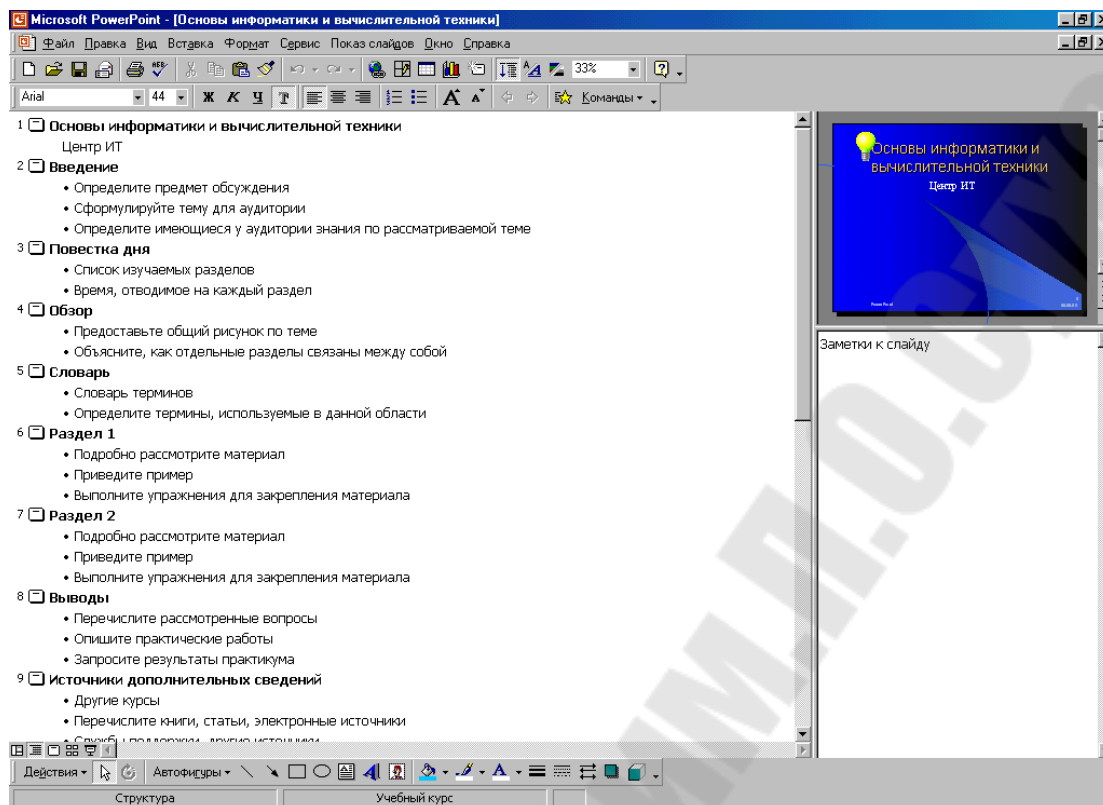 Microsoft PowerPoint - [Основы информатики и вычислительной техники]
Файл Правка Вид Вставка Формат Сервис Показ слайдов Окно Справка
33%
Arial 44 Ж К Ч Команды
1 Основы информатики и вычислительной техники
Центр ИТ
2 Введение
• Определите предмет обсуждения
• Сформулируйте тему для аудитории
• Определите имеющиеся у аудитории знания по рассматриваемой теме
3 Повестка дня
• Список изучаемых разделов
• Время, отводимое на каждый раздел
4 Обзор
• Предоставьте общий рисунок по теме
• Объясните, как отдельные разделы связаны между собой
5 Словарь
• Словарь терминов
• Определите термины, используемые в данной области
6 Раздел 1
• Подробно рассмотрите материал
• Приведите пример
• Выполните упражнения для закрепления материала
7 Раздел 2
• Подробно рассмотрите материал
• Приведите пример
• Выполните упражнения для закрепления материала
8 Выводы
• Перечислите рассмотренные вопросы
• Опишите практические работы
• Запросите результаты практикума
9 Источники дополнительных сведений
• Другие курсы
• Перечислите книги, статьи, электронные источники
• Службы поддержки, другие источники
Основы информатики и
вычислительной техники
Центр ИТ
PowerPoint
Заметки к слайду
Действия Автофигуры
Структура Учебный курс